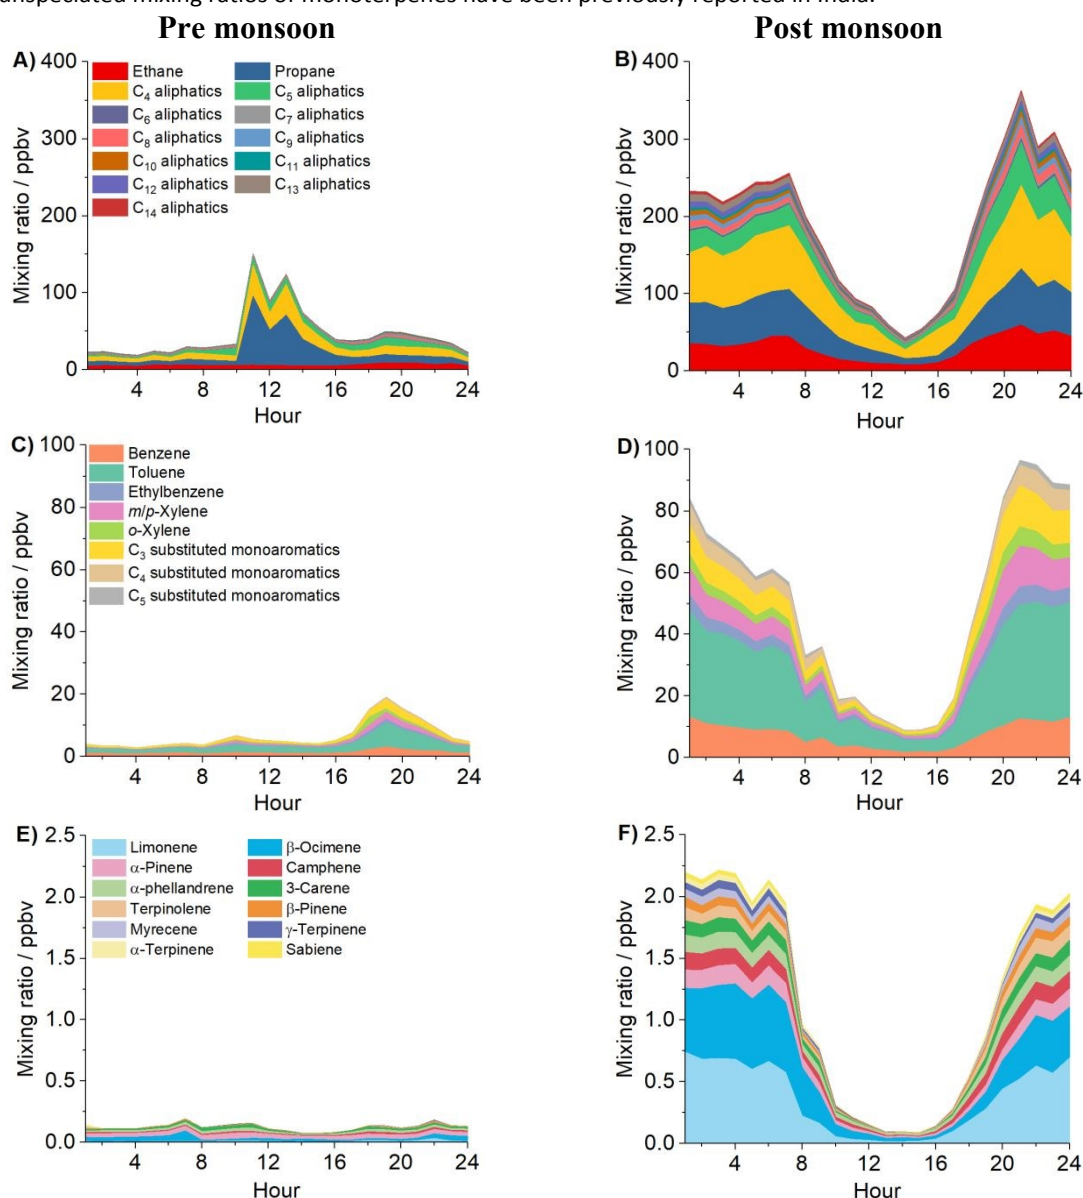 unspeciated mixing ratios of monoterpenes have been previously reported in India.
Pre monsoon
Post monsoon
A)
400
300
200
100
0
Mixing ratio / ppbv
Ethane
Propane
C4 aliphatics
C5 aliphatics
C6 aliphatics
C7 aliphatics
C8 aliphatics
C9 aliphatics
C10 aliphatics
C11 aliphatics
C12 aliphatics
C13 aliphatics
C14 aliphatics
4 8 12 16 20 24
Hour
B)
400
300
200
100
0
Mixing ratio / ppbv
4 8 12 16 20 24
Hour
C)
100
80
60
40
20
0
Mixing ratio / ppbv
Benzene
Toluene
Ethylbenzene
m/p-Xylene
o-Xylene
C3 substituted monoaromatics
C4 substituted monoaromatics
C5 substituted monoaromatics
4 8 12 16 20 24
Hour
D)
100
80
60
40
20
0
Mixing ratio / ppbv
4 8 12 16 20 24
Hour
E)
2.5
2.0
1.5
1.0
0.5
0.0
Mixing ratio / ppbv
Limonene
β-Ocimene
α-Pinene
Camphene
α-phellandrene
3-Carene
Terpinolene
β-Pinene
Myrecene
γ-Terpinene
α-Terpinene
Sabiene
4 8 12 16 20 24
Hour
F)
2.5
2.0
1.5
1.0
0.5
0.0
Mixing ratio / ppbv
4 8 12 16 20 24
Hour